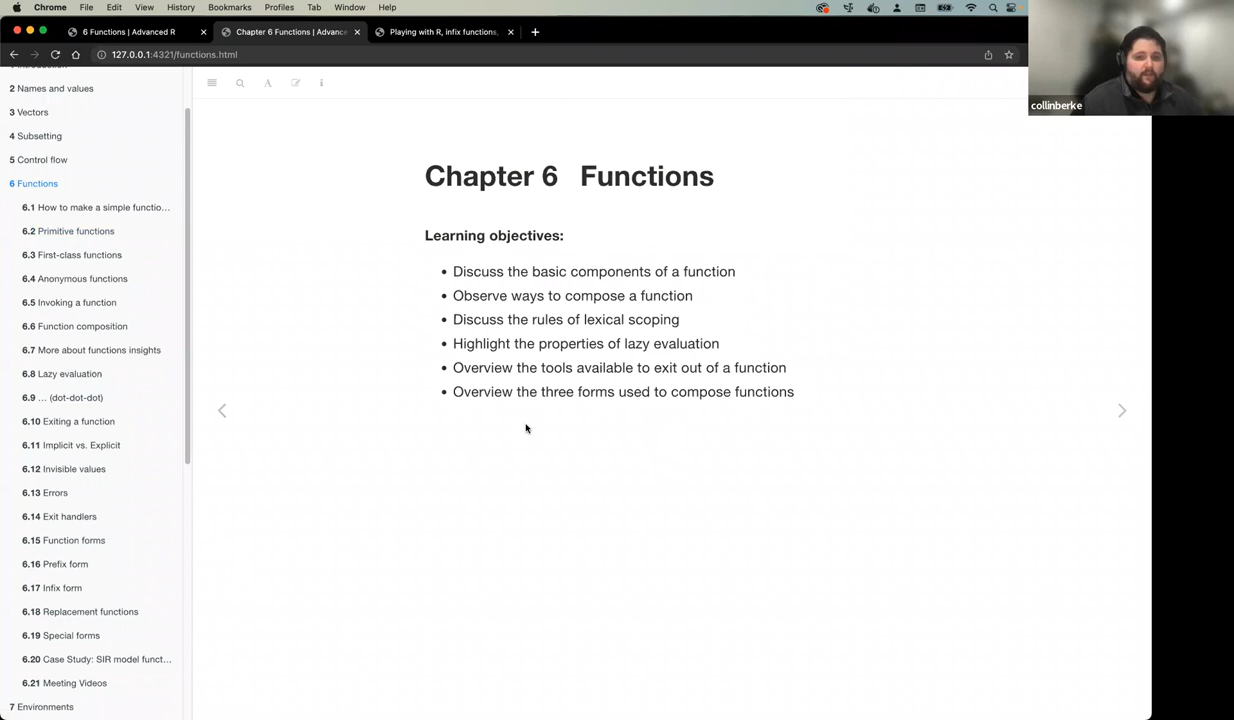 Chrome File Edit View History Bookmarks Profiles Tab Window Help
6 Functions | Advanced R
Chapter 6 Functions | Advance
Playing with R, infix functions,
127.0.0.1:4321/functions.html
collinberke
2 Names and values
3 Vectors
4 Subsetting
5 Control flow
6 Functions
6.1 How to make a simple functio…
6.2 Primitive functions
6.3 First-class functions
6.4 Anonymous functions
6.5 Invoking a function
6.6 Function composition
6.7 More about functions insights
6.8 Lazy evaluation
6.9 … (dot-dot-dot)
6.10 Exiting a function
6.11 Implicit vs. Explicit
6.12 Invisible values
6.13 Errors
6.14 Exit handlers
6.15 Function forms
6.16 Prefix form
6.17 Infix form
6.18 Replacement functions
6.19 Special forms
6.20 Case Study: SIR model funct…
6.21 Meeting Videos
7 Environments
Chapter 6 Functions
Learning objectives:
• Discuss the basic components of a function
• Observe ways to compose a function
• Discuss the rules of lexical scoping
• Highlight the properties of lazy evaluation
• Overview the tools available to exit out of a function
• Overview the three forms used to compose functions